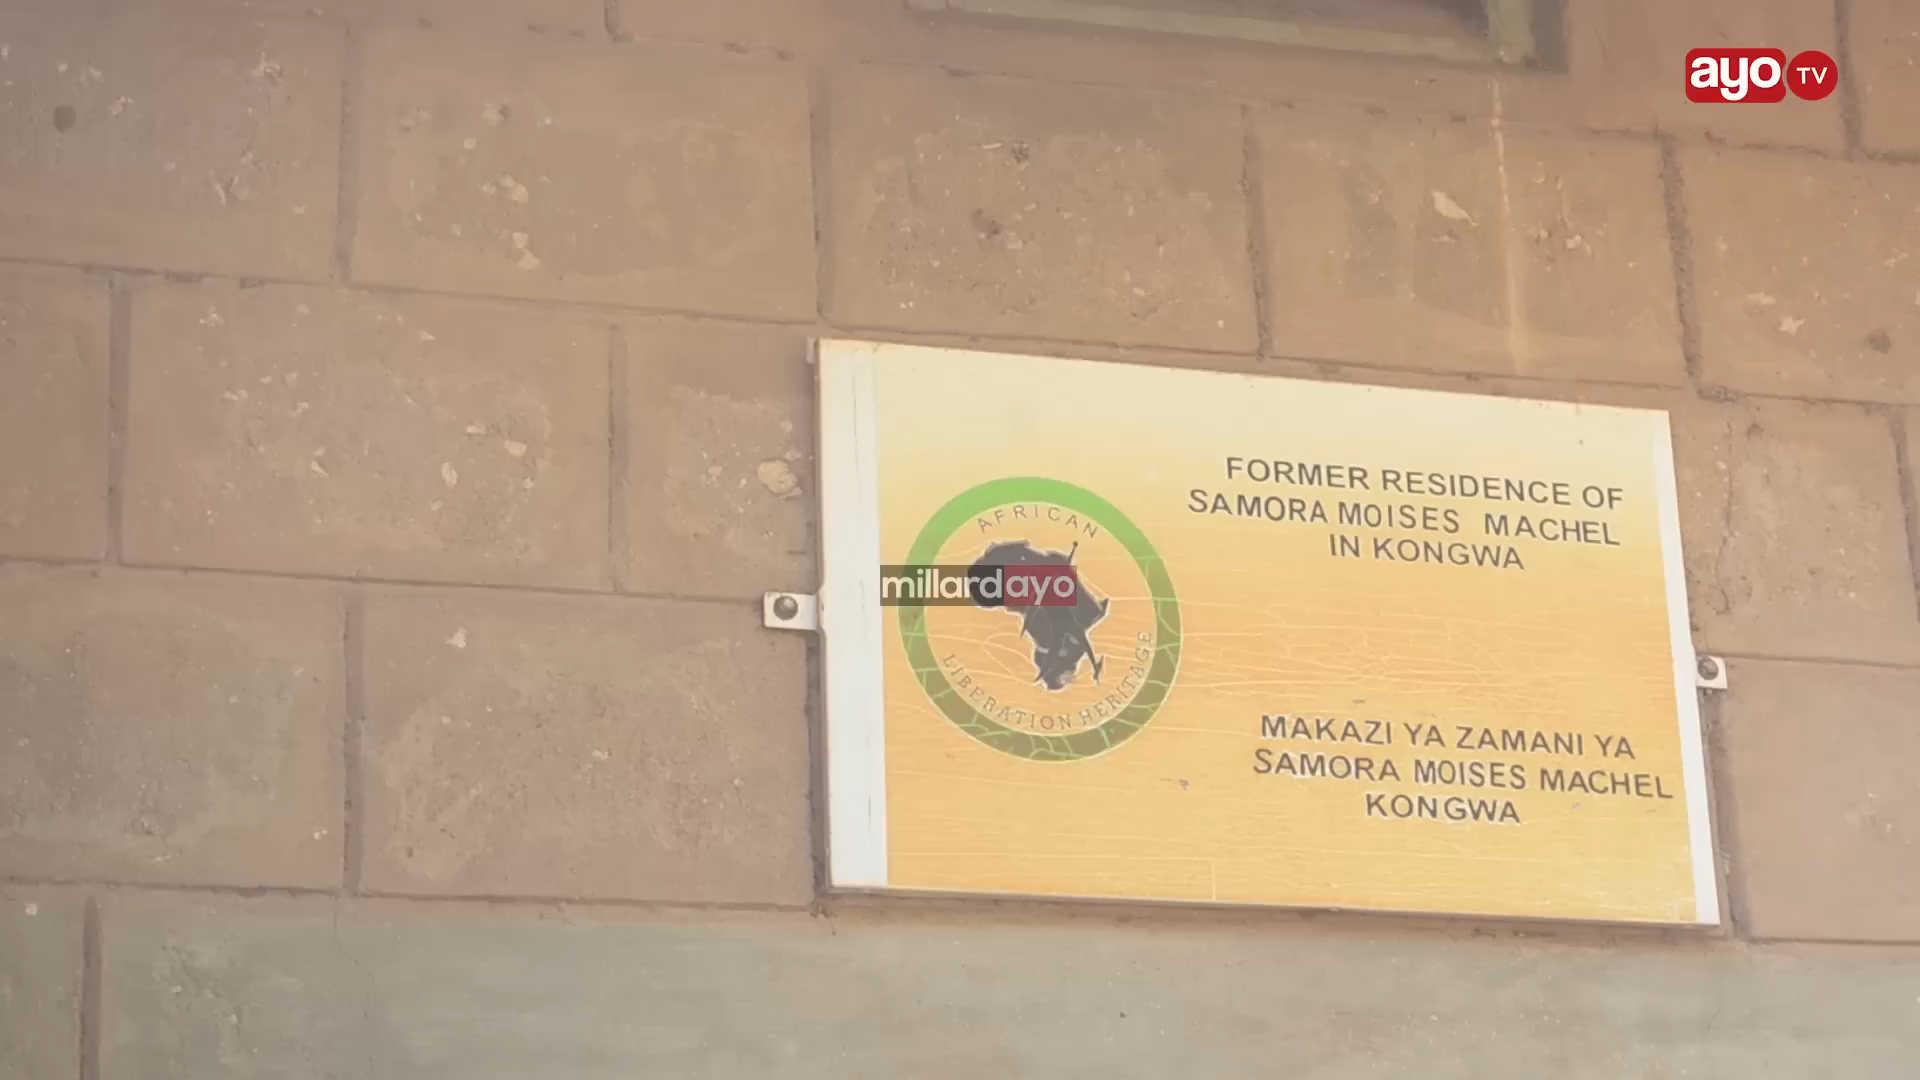 ayo TV
FORMER RESIDENCE OF
SAMORA MOISES MACHEL
IN KONGWA
AFRICAN
millardayo
LIBERATION HERITAGE
MAKAZI YA ZAMANI YA
SAMORA MOISES MACHEL
KONGWA